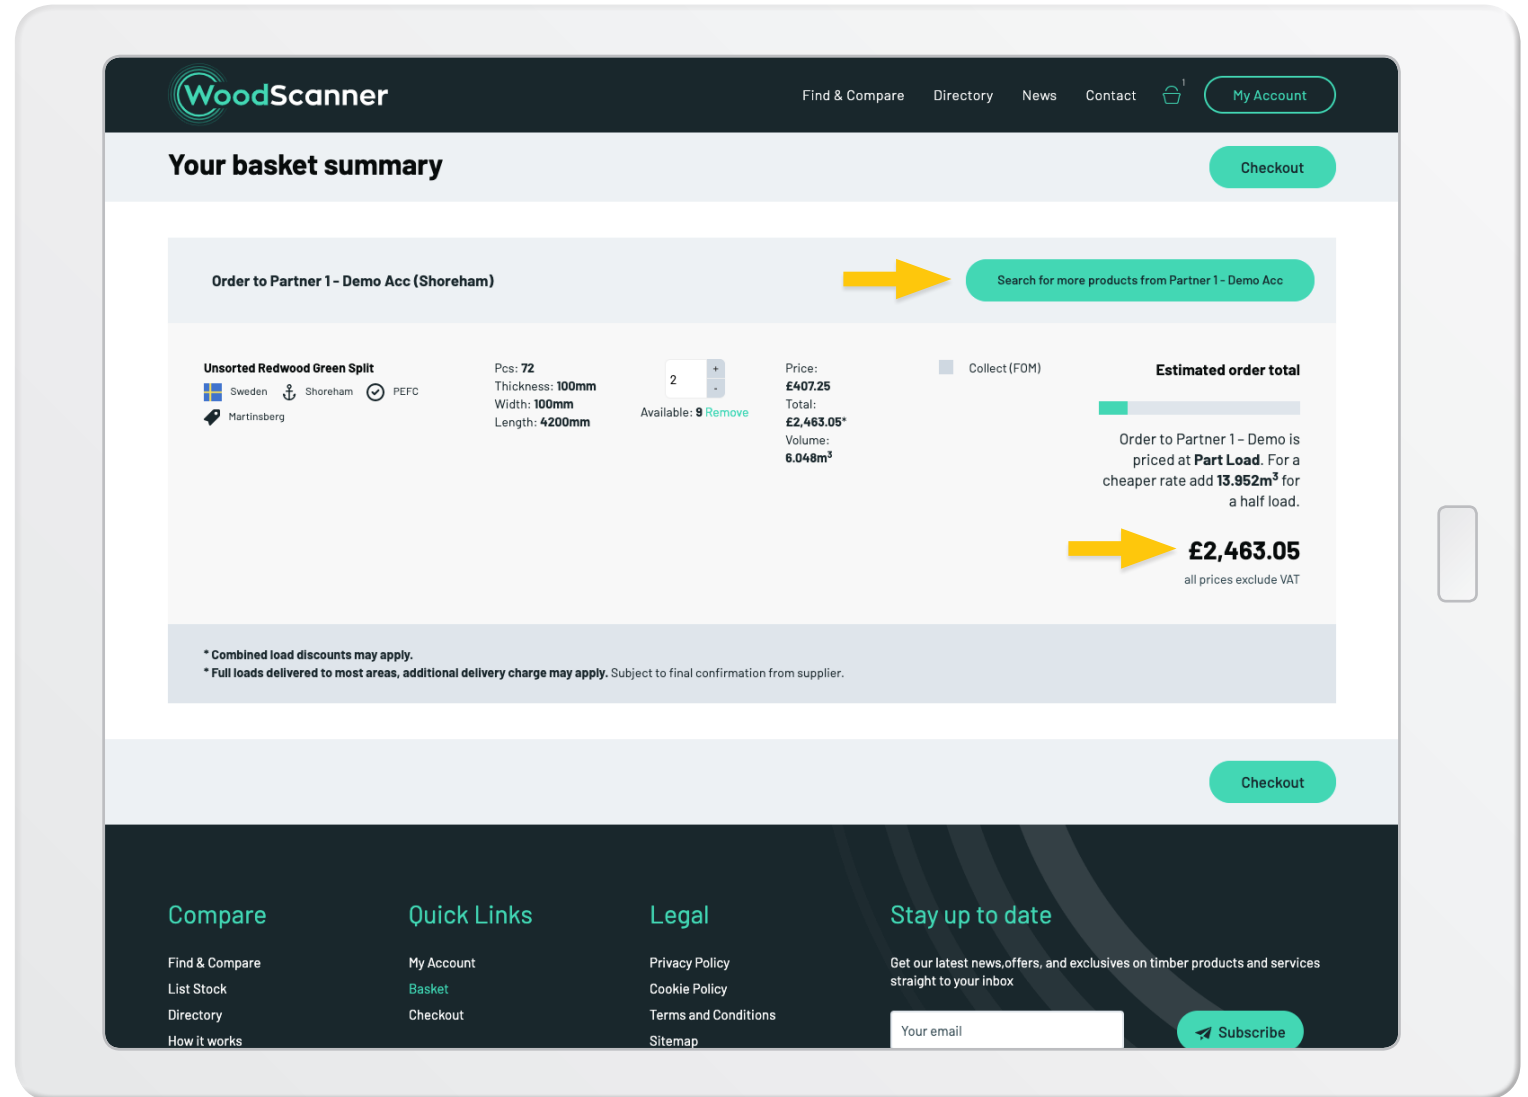 WoodScanner
Find & Compare
Directory
News
Contact
1
My Account
Your basket summary
Checkout
Order to Partner 1 - Demo Acc (Shoreham)
Search for more products from Partner 1 - Demo Acc
Unsorted Redwood Green Split
Sweden
Shoreham
PEFC
Martinsberg
Pcs: 72
Thickness: 100mm
Width: 100mm
Length: 4200mm
2
+
-
Available: 9 Remove
Price:
£407.25
Total:
£2,463.05*
Volume:
6.048m³
Collect (FOM)
Estimated order total
Order to Partner 1 – Demo is
priced at Part Load. For a
cheaper rate add 13.952m³ for
a half load.
£2,463.05
all prices exclude VAT
* Combined load discounts may apply.
* Full loads delivered to most areas, additional delivery charge may apply. Subject to final confirmation from supplier.
Checkout
Compare
Find & Compare
List Stock
Directory
How it works
Quick Links
My Account
Basket
Checkout
Legal
Privacy Policy
Cookie Policy
Terms and Conditions
Sitemap
Stay up to date
Get our latest news,offers, and exclusives on timber products and services
straight to your inbox
Your email
Subscribe